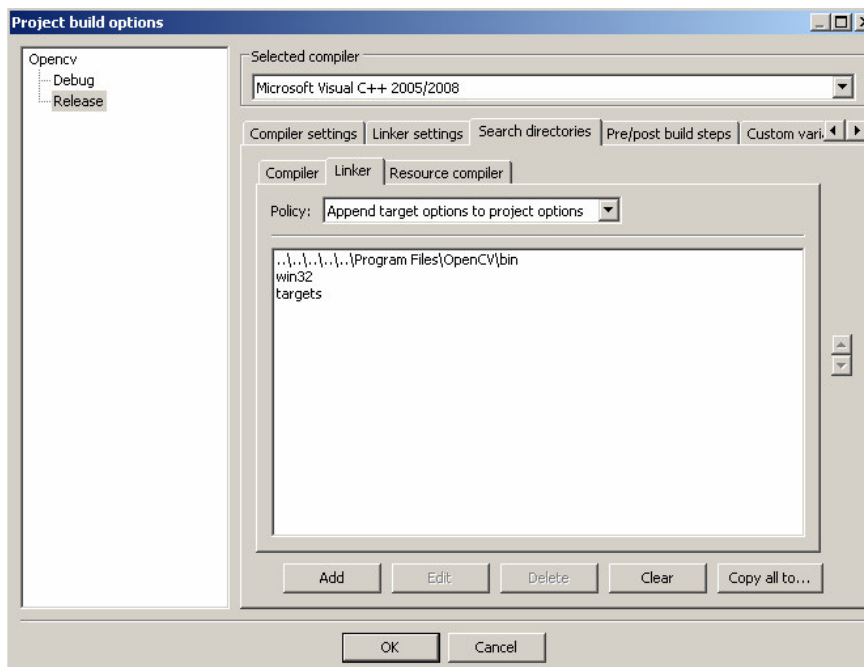 Project build options
Opencv
Debug
Release
Selected compiler
Microsoft Visual C++ 2005/2008
Compiler settings Linker settings Search directories Pre/post build steps Custom vari
Compiler Linker Resource compiler
Policy: Append target options to project options
..\..\..\..\..\Program Files\OpenCV\bin
win32
targets
Add Edit Delete Clear Copy all to...
OK Cancel